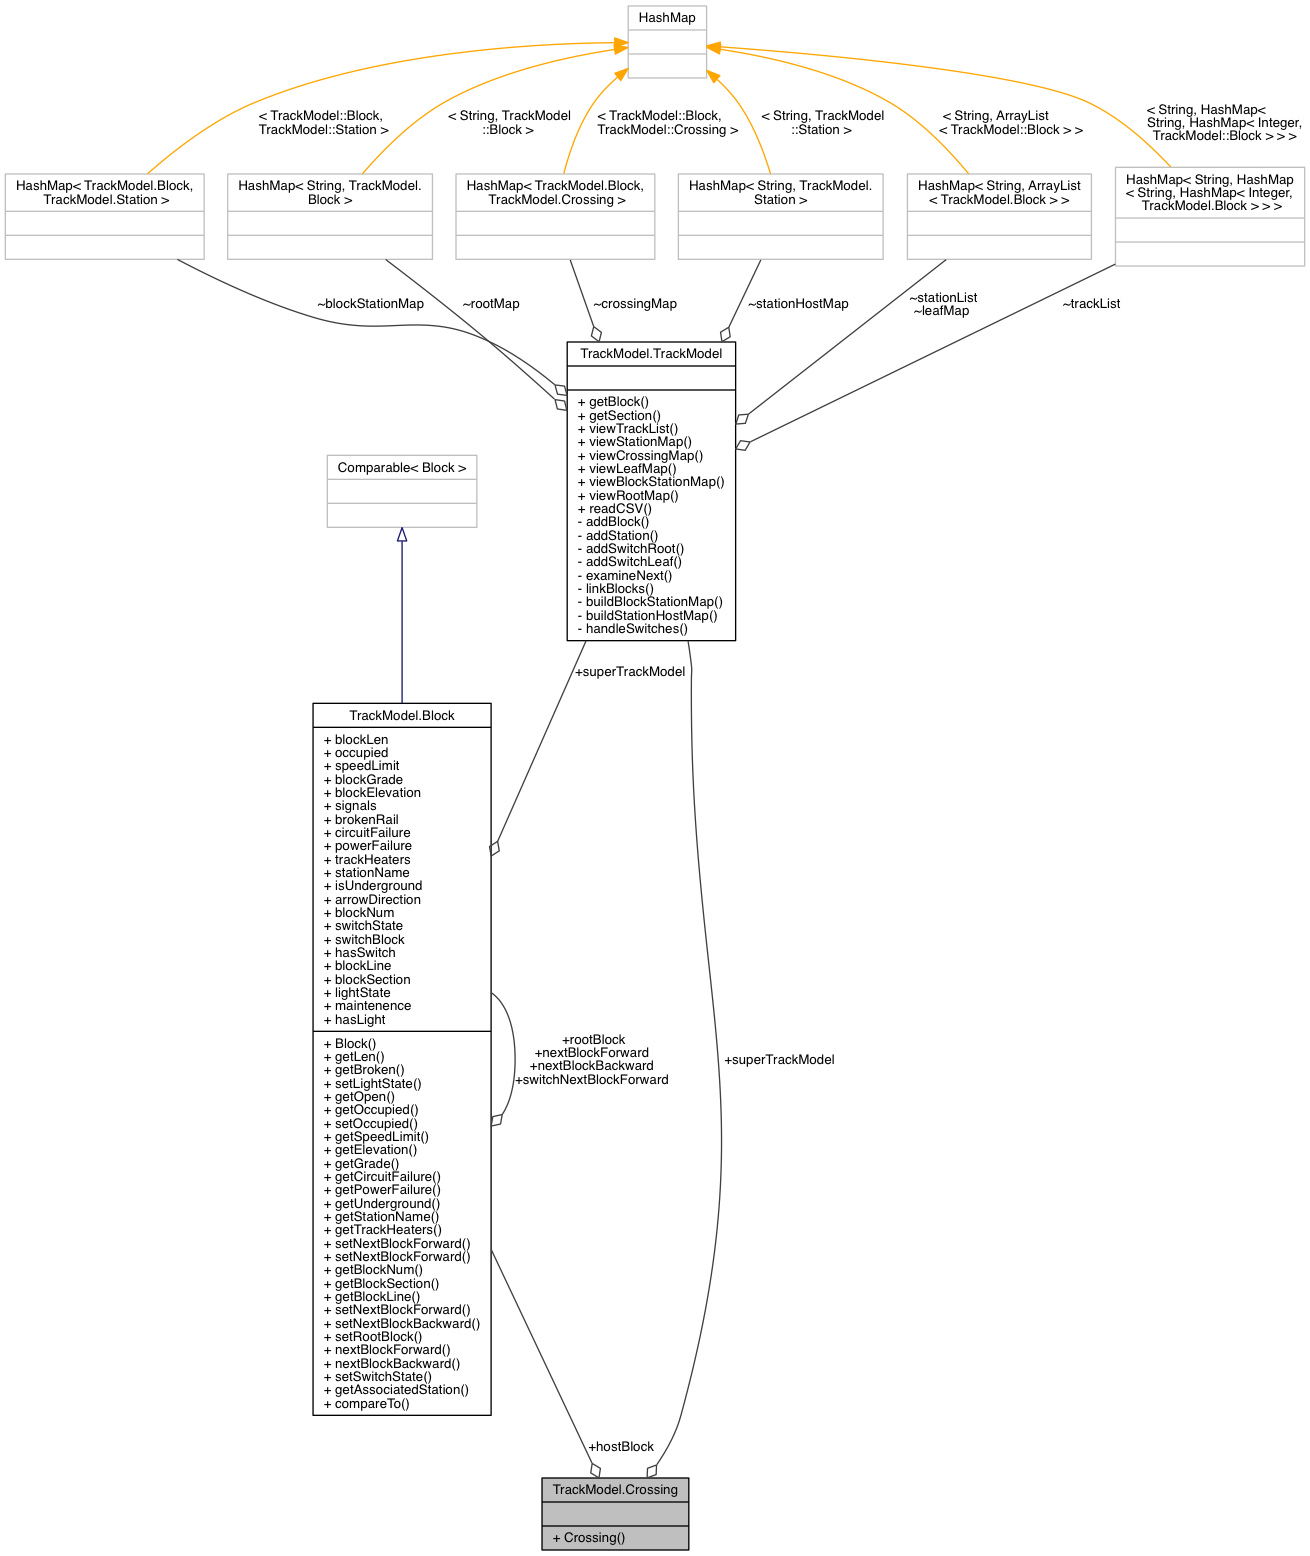 HashMap
< TrackModel::Block,
TrackModel::Station >
< String, TrackModel
::Block >
< TrackModel::Block,
TrackModel::Crossing >
< String, TrackModel
::Station >
< String, ArrayList
< TrackModel::Block > >
< String, HashMap<
String, HashMap< Integer,
TrackModel::Block > > >
HashMap< TrackModel.Block,
TrackModel.Station >
HashMap< String, TrackModel.
Block >
HashMap< TrackModel.Block,
TrackModel.Crossing >
HashMap< String, TrackModel.
Station >
HashMap< String, ArrayList
< TrackModel.Block > >
HashMap< String, HashMap
< String, HashMap< Integer,
TrackModel.Block > > >
~blockStationMap
~rootMap
~crossingMap
~stationHostMap
~stationList
~leafMap
~trackList
TrackModel.TrackModel
+ getBlock()
+ getSection()
+ viewTrackList()
+ viewStationMap()
+ viewCrossingMap()
+ viewLeafMap()
+ viewBlockStationMap()
+ viewRootMap()
+ readCSV()
- addBlock()
- addStation()
- addSwitchRoot()
- addSwitchLeaf()
- examineNext()
- linkBlocks()
- buildBlockStationMap()
- buildStationHostMap()
- handleSwitches()
Comparable< Block >
+superTrackModel
TrackModel.Block
+ blockLen
+ occupied
+ speedLimit
+ blockGrade
+ blockElevation
+ signals
+ brokenRail
+ circuitFailure
+ powerFailure
+ trackHeaters
+ stationName
+ isUnderground
+ arrowDirection
+ blockNum
+ switchState
+ switchBlock
+ hasSwitch
+ blockLine
+ blockSection
+ lightState
+ maintenence
+ hasLight
+ Block()
+ getLen()
+ getBroken()
+ setLightState()
+ getOpen()
+ getOccupied()
+ setOccupied()
+ getSpeedLimit()
+ getElevation()
+ getGrade()
+ getCircuitFailure()
+ getPowerFailure()
+ getUnderground()
+ getStationName()
+ getTrackHeaters()
+ setNextBlockForward()
+ setNextBlockForward()
+ getBlockNum()
+ getBlockSection()
+ getBlockLine()
+ setNextBlockForward()
+ setNextBlockBackward()
+ setRootBlock()
+ nextBlockForward()
+ nextBlockBackward()
+ setSwitchState()
+ getAssociatedStation()
+ compareTo()
+rootBlock
+nextBlockForward
+nextBlockBackward
+switchNextBlockForward
+superTrackModel
+hostBlock
TrackModel.Crossing
+ Crossing()